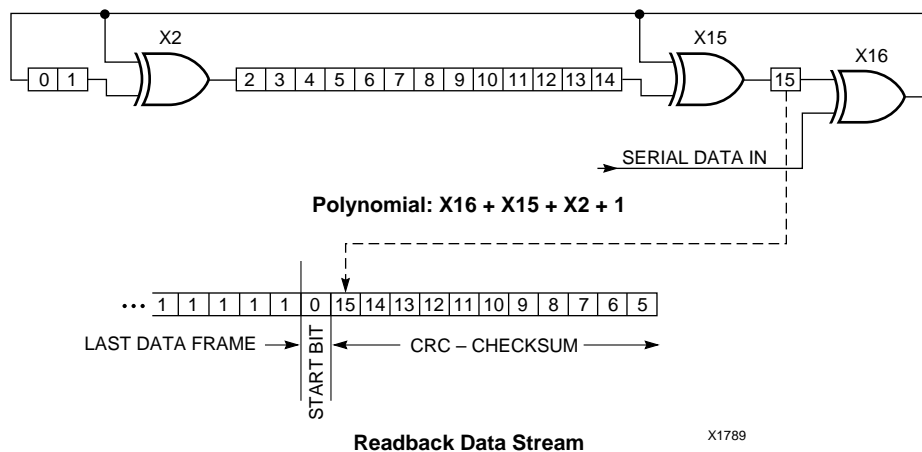 X2
X15
X16
0 1
2 3 4 5 6 7 8 9 10 11 12 13 14
15
SERIAL DATA IN
Polynomial: X16 + X15 + X2 + 1
••• 1 1 1 1 1 0 15 14 13 12 11 10 9 8 7 6 5
LAST DATA FRAME
START BIT
CRC – CHECKSUM
Readback Data Stream
X1789